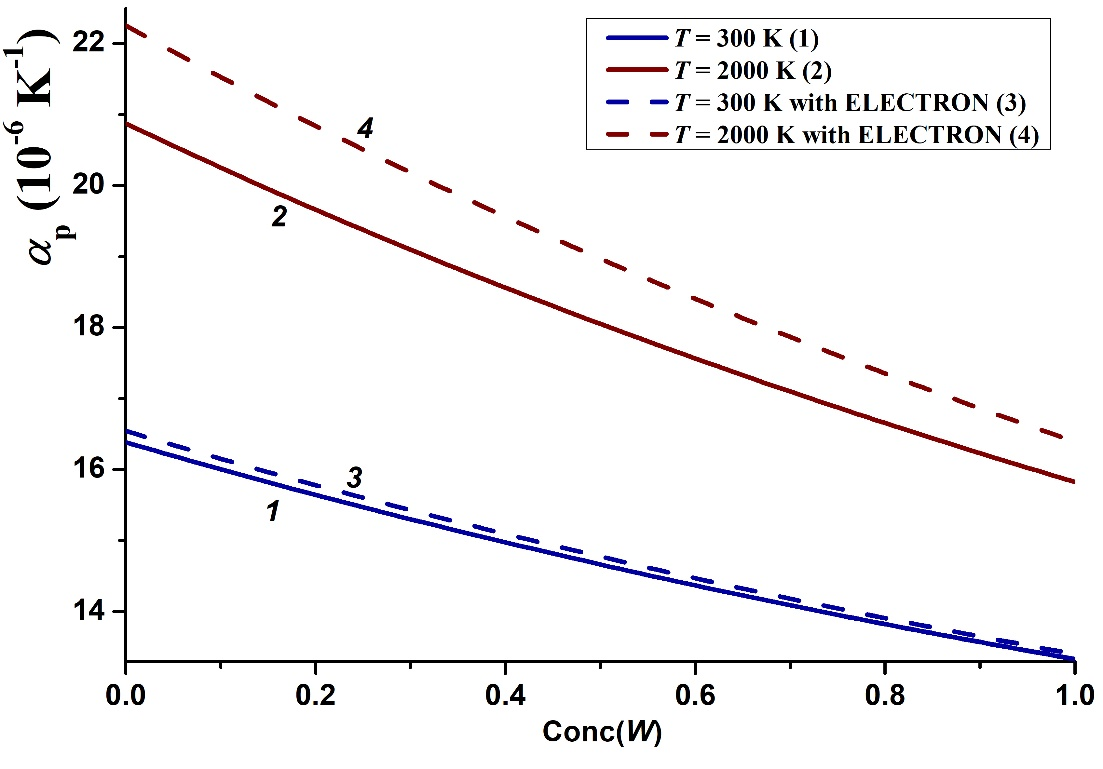 T = 300 K (1)
T = 2000 K (2)
T = 300 K with ELECTRON (3)
T = 2000 K with ELECTRON (4)
αp (10-6 K-1)
22
20
18
16
14
4
2
3
1
0.0 0.2 0.4 0.6 0.8 1.0
Conc(W)